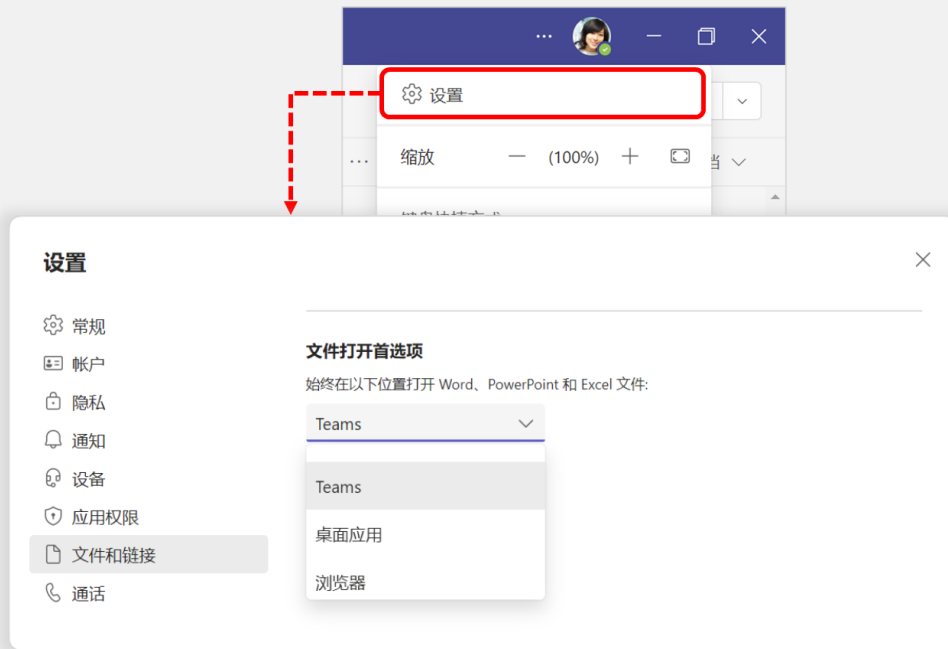 设置
缩放 (100%)
设置
常规
帐户
隐私
通知
设备
应用权限
文件和链接
通话
文件打开首选项
始终在以下位置打开 Word、PowerPoint 和 Excel 文件:
Teams
Teams
桌面应用
浏览器